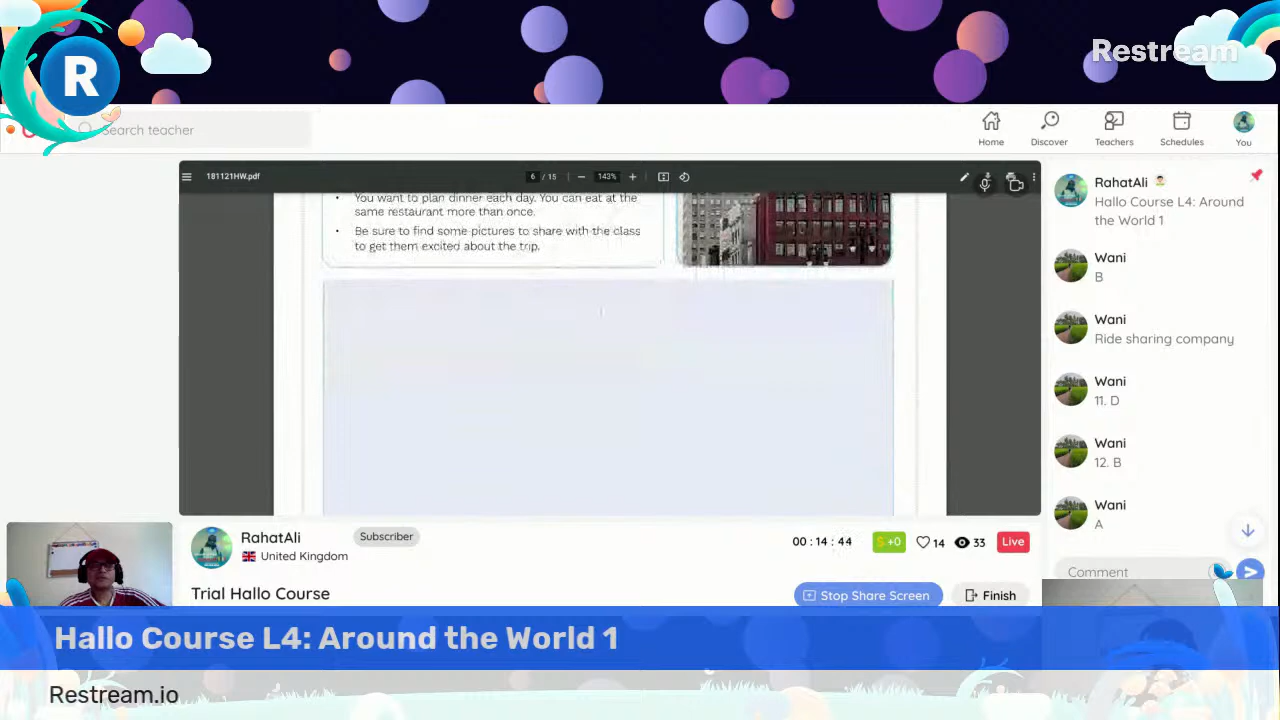 R
Restream
Search teacher
Home
Discover
Teachers
Schedules
You
181121HW.pdf
6 / 15
143%
You want to plan dinner each day. You can eat at the
same restaurant more than once.
Be sure to find some pictures to share with the class
to get them excited about the trip.
RahatAli
Hallo Course L4: Around
the World 1
Wani
B
Wani
Ride sharing company
Wani
11. D
Wani
12. B
Wani
A
Comment
RahatAli
Subscriber
United Kingdom
00 : 14 : 44
$ +0
14
33
Live
Trial Hallo Course
Stop Share Screen
Finish
Hallo Course L4: Around the World 1
Restream.io